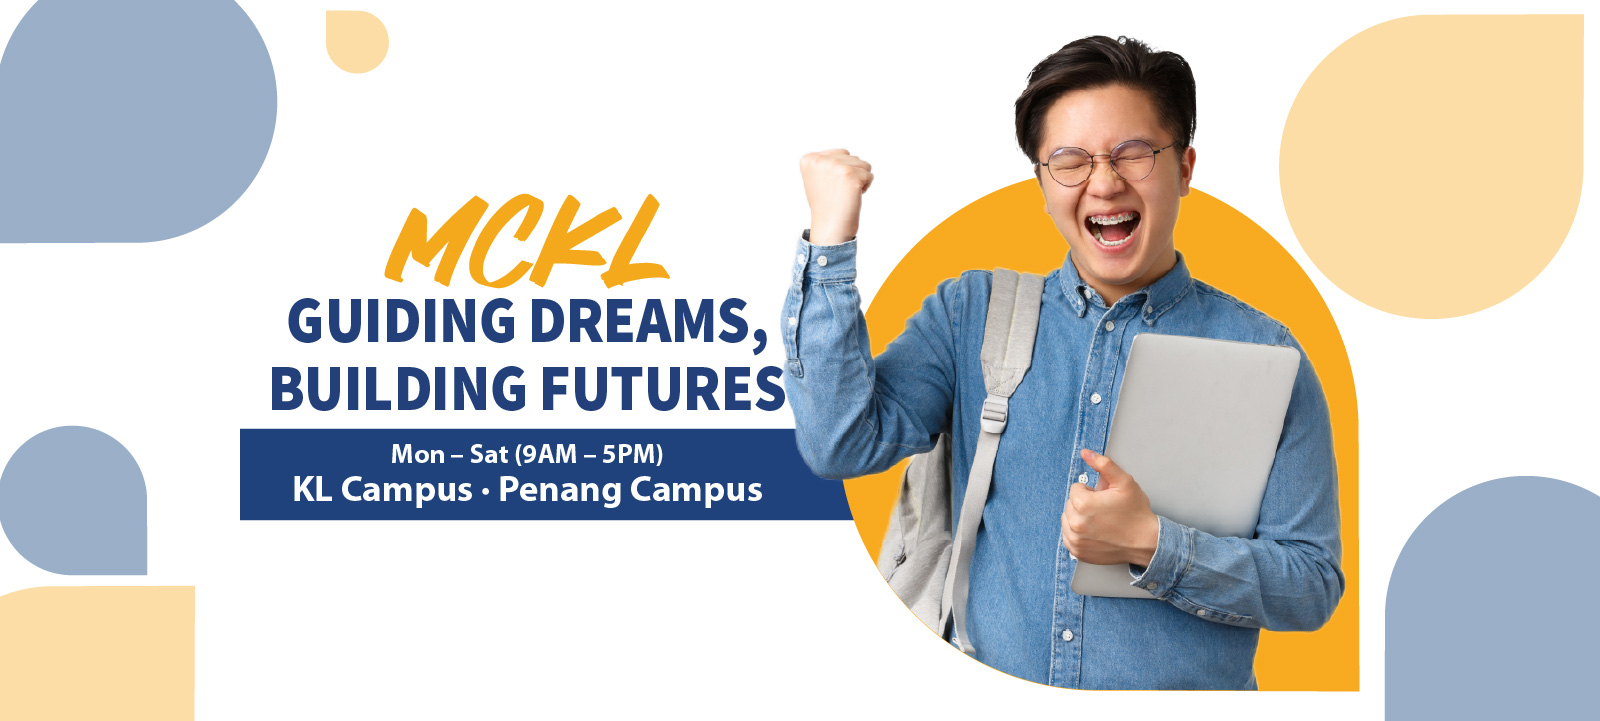 MCKL
GUIDING DREAMS,
BUILDING FUTURES
Mon – Sat (9AM – 5PM)
KL Campus • Penang Campus